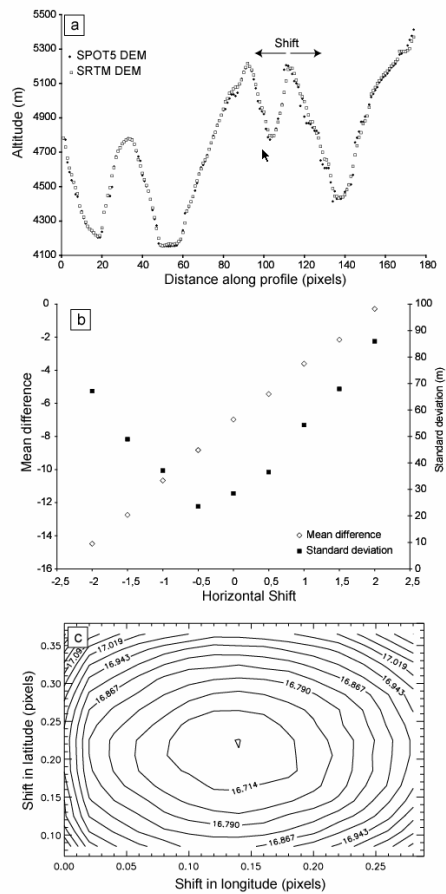 a
SPOT5 DEM
SRTM DEM
Shift
Altitude (m)
5500
5300
5100
4900
4700
4500
4300
4100
0 20 40 60 80 100 120 140 160 180
Distance along profile (pixels)
b
Mean difference
0
-2
-4
-6
-8
-10
-12
-14
-16
100
90
80
70
60
50
40
30
20
10
0
Standard deviation (m)
Mean difference
Standard deviation
-2,5 -2 -1,5 -1 -0,5 0 0,5 1 1,5 2 2,5
Horizontal Shift
c
Shift in latitude (pixels)
0.35
0.30
0.25
0.20
0.15
0.10
17.09
17.019
16.943
16.867
16.790
16.867
16.943
17.019
16.714
16.790
16.867
16.943
0.00 0.05 0.10 0.15 0.20 0.25
Shift in longitude (pixels)